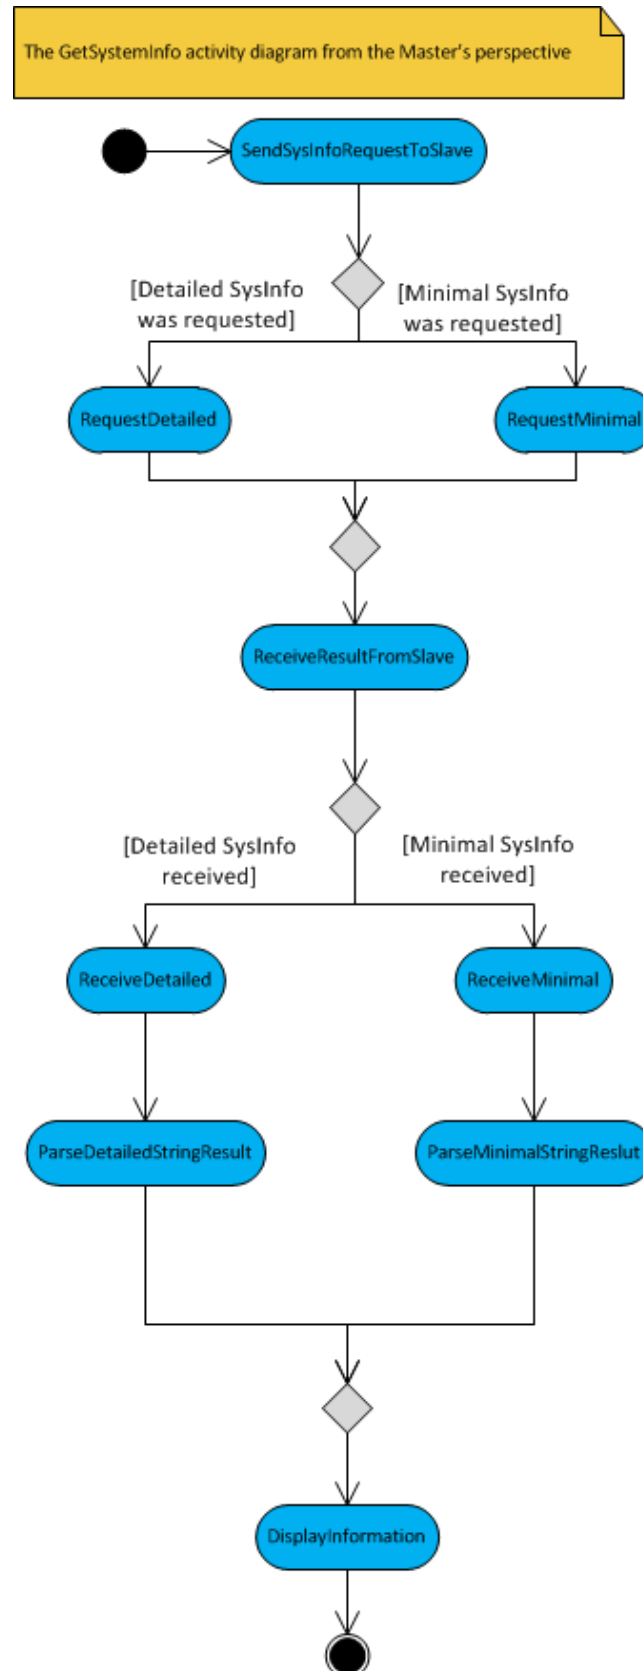 The GetSystemInfo activity diagram from the Master's perspective
SendSysInfoRequestToSlave
[Detailed SysInfo
was requested]
[Minimal SysInfo
was requested]
RequestDetailed
RequestMinimal
ReceiveResultFromSlave
[Detailed SysInfo
received]
[Minimal SysInfo
received]
ReceiveDetailed
ReceiveMinimal
ParseDetailedStringResult
ParseMinimalStringReslut
DisplayInformation